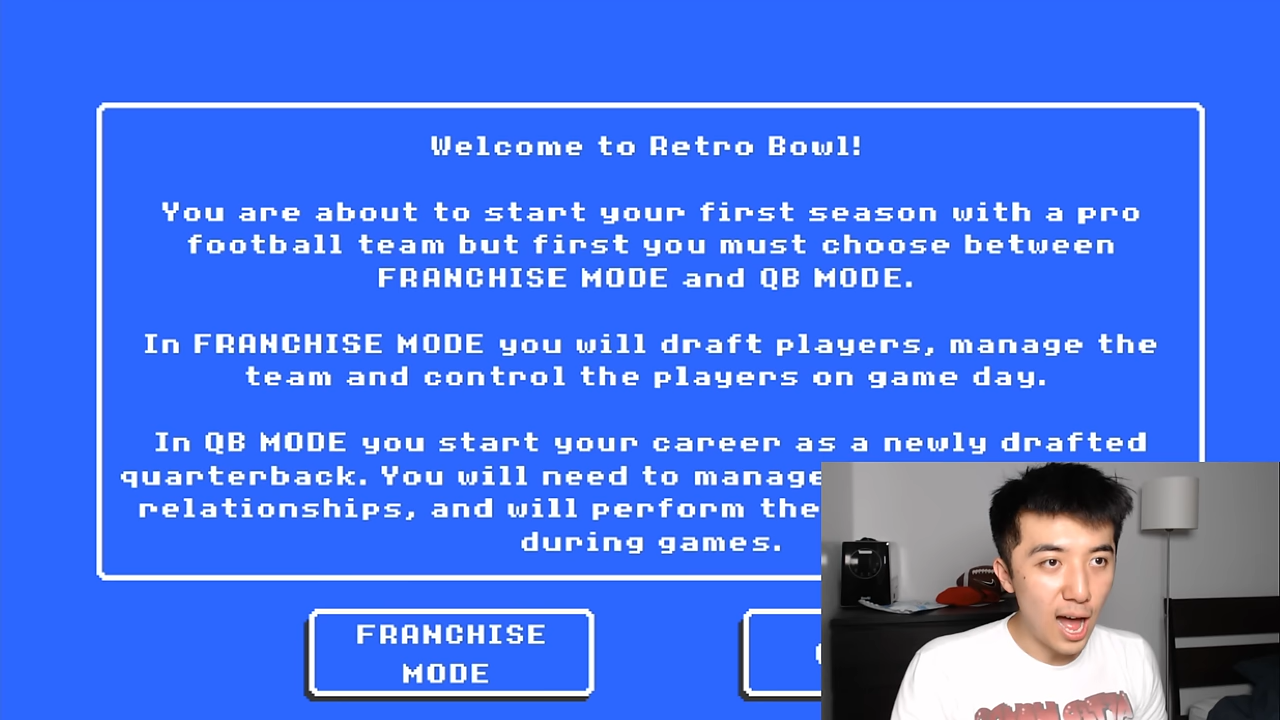 Welcome to Retro Bowl!
You are about to start your first season with a pro
football team but first you must choose between
FRANCHISE MODE and QB MODE.
In FRANCHISE MODE you will draft players, manage the
team and control the players on game day.
In QB MODE you start your career as a newly drafted
quarterback. You will need to manage
relationships, and will perform the
during games.
FRANCHISE
MODE